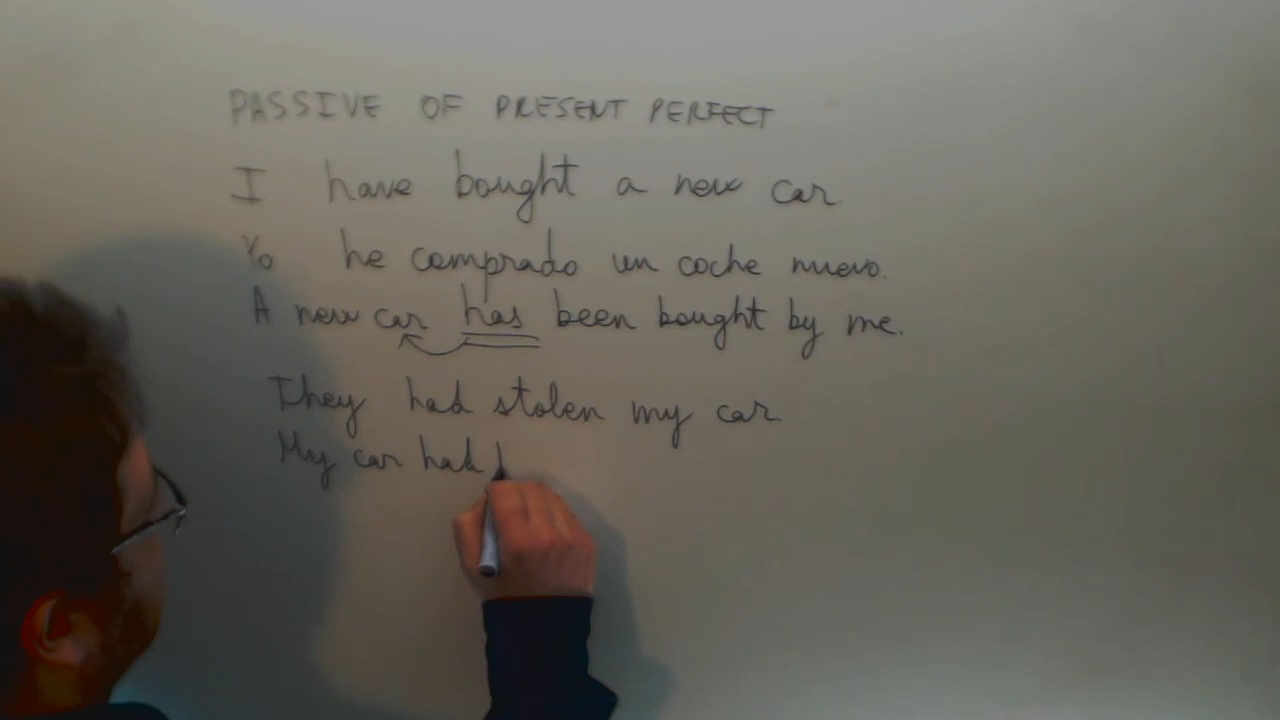 PASSIVE OF PRESENT PERFECT
I have bought a new car.
Yo he comprado un coche nuevo.
A new car has been bought by me.
They had stolen my car
My car had